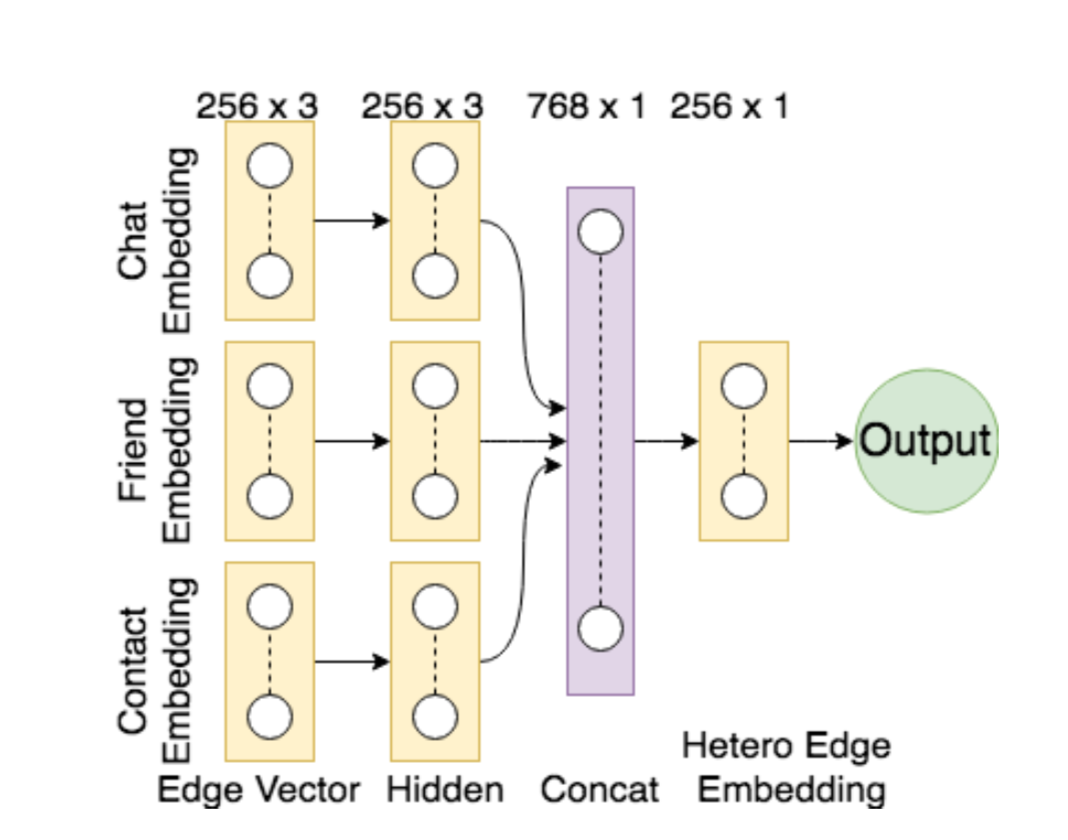 256 x 3
256 x 3
768 x 1
256 x 1
Chat
Embedding
Friend
Embedding
Contact
Embedding
Output
Edge Vector
Hidden
Concat
Hetero Edge
Embedding